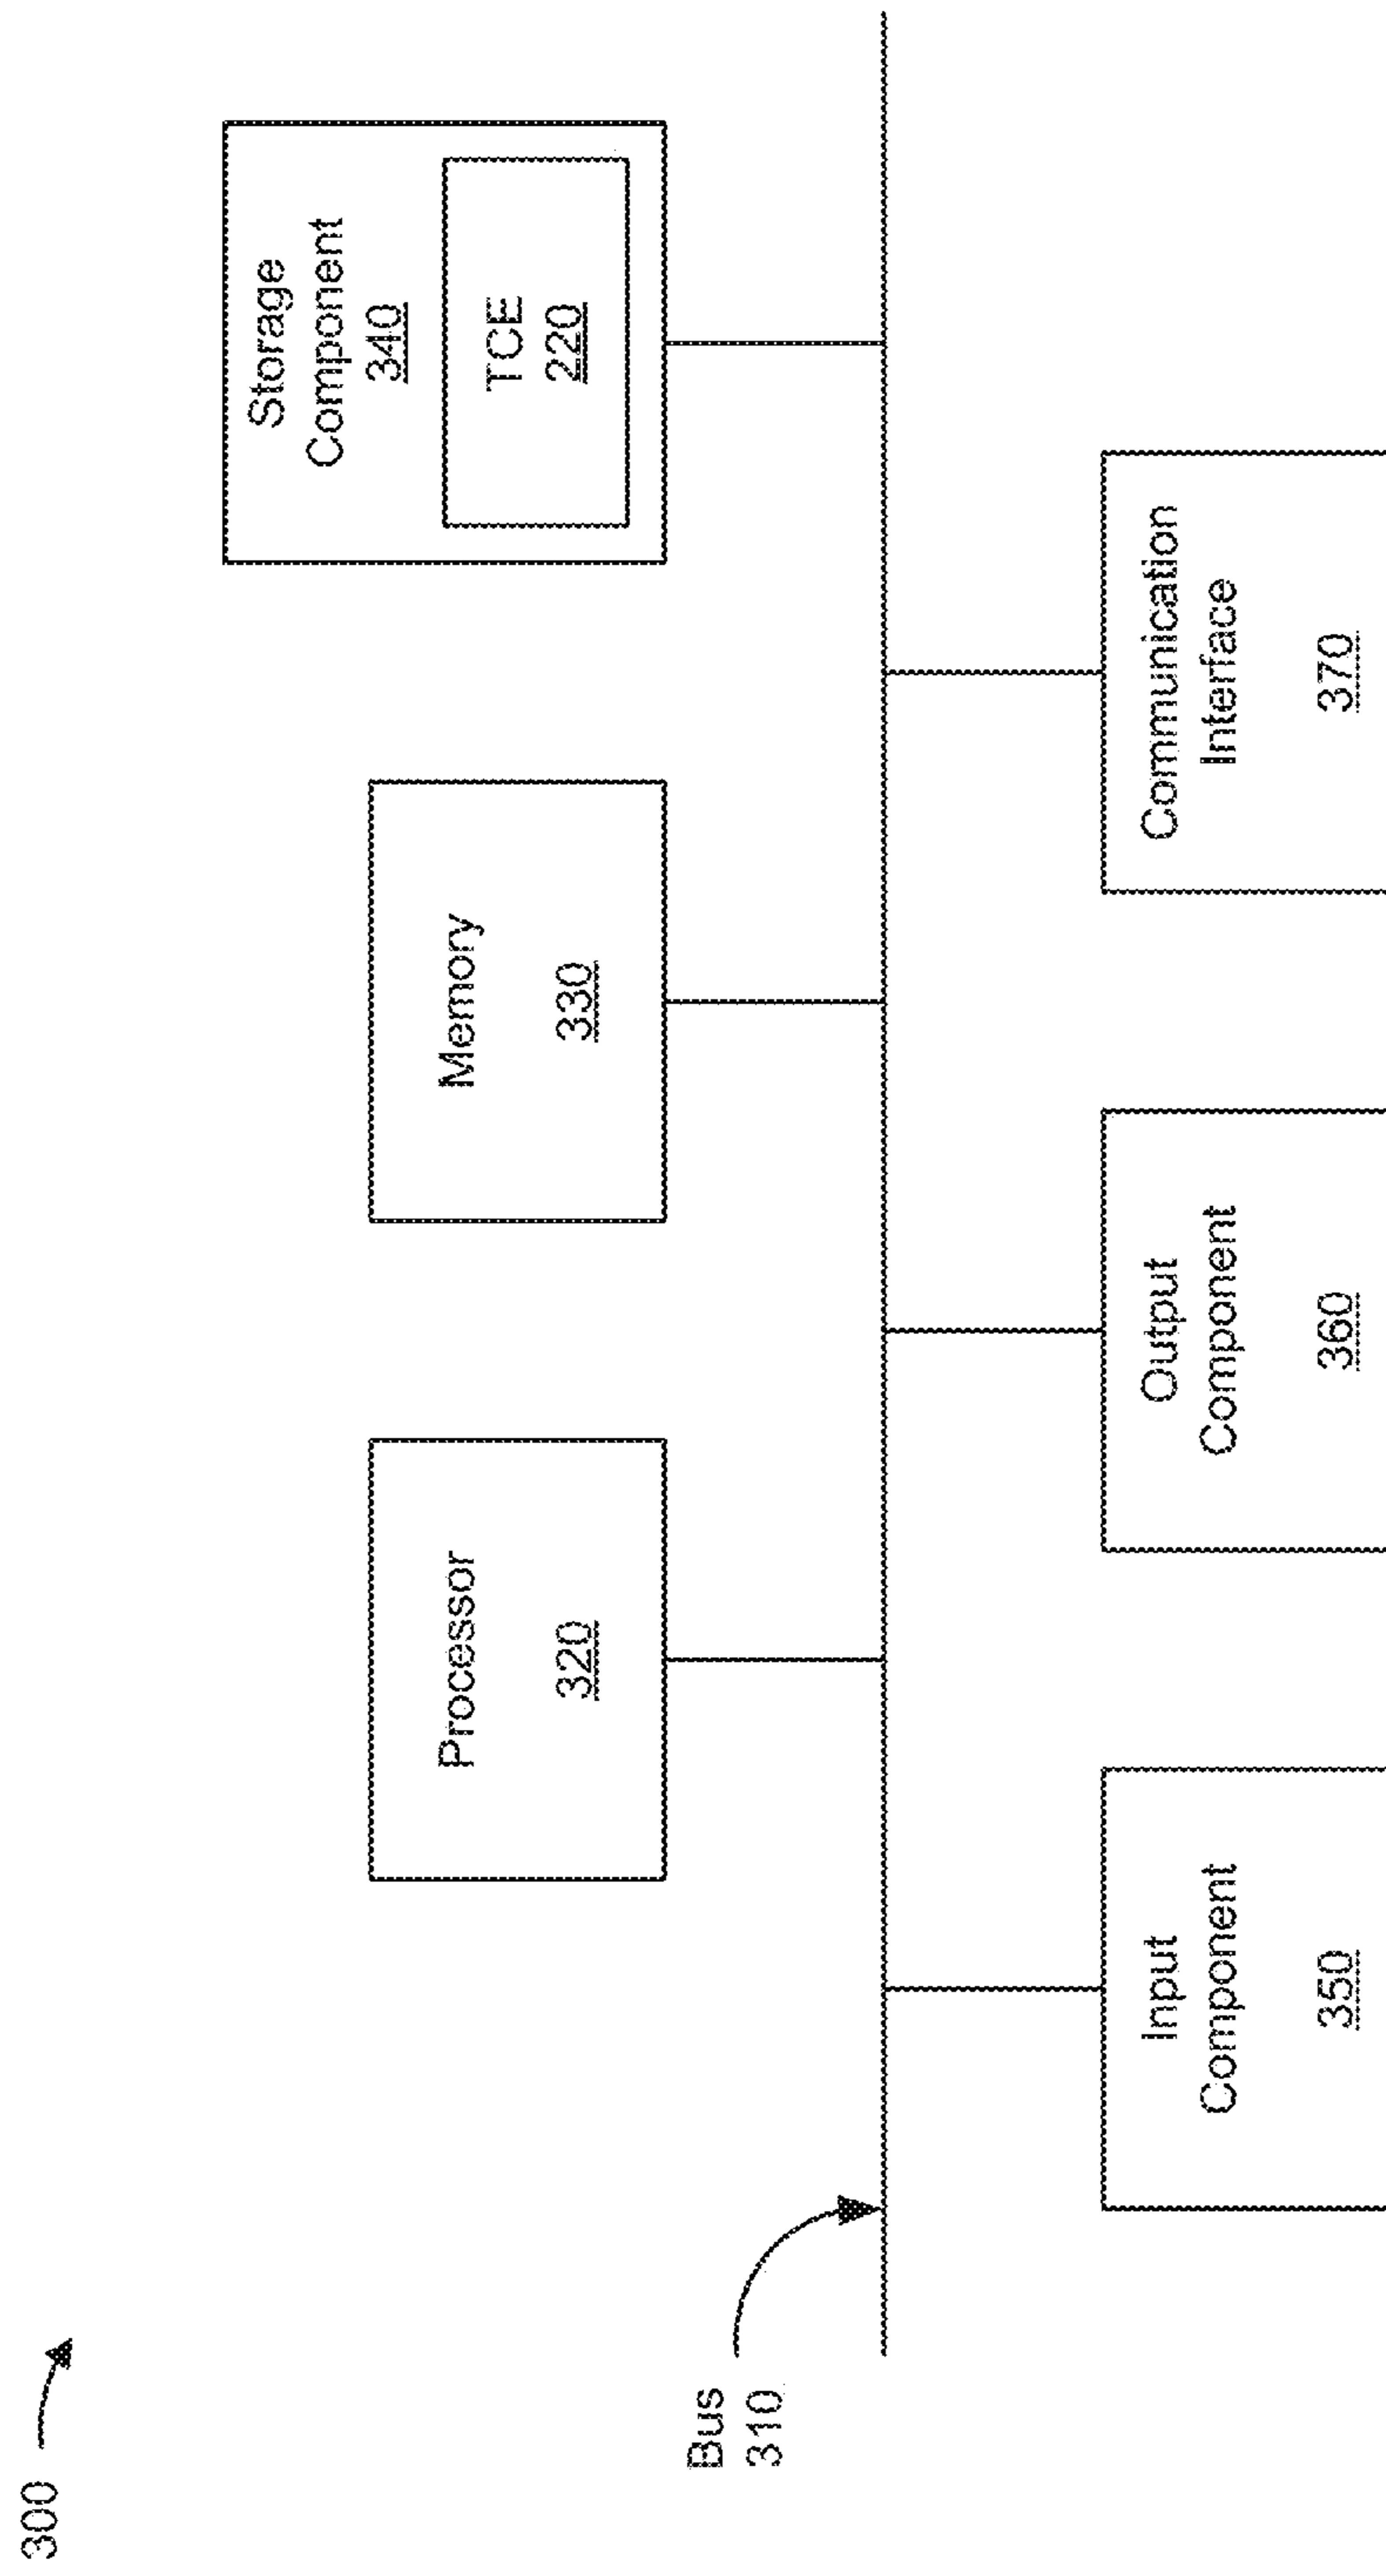 300
Bus
310
Processor
320
Memory
330
Storage
Component
340
TCE
220
Input
Component
350
Output
Component
360
Communication
Interface
370